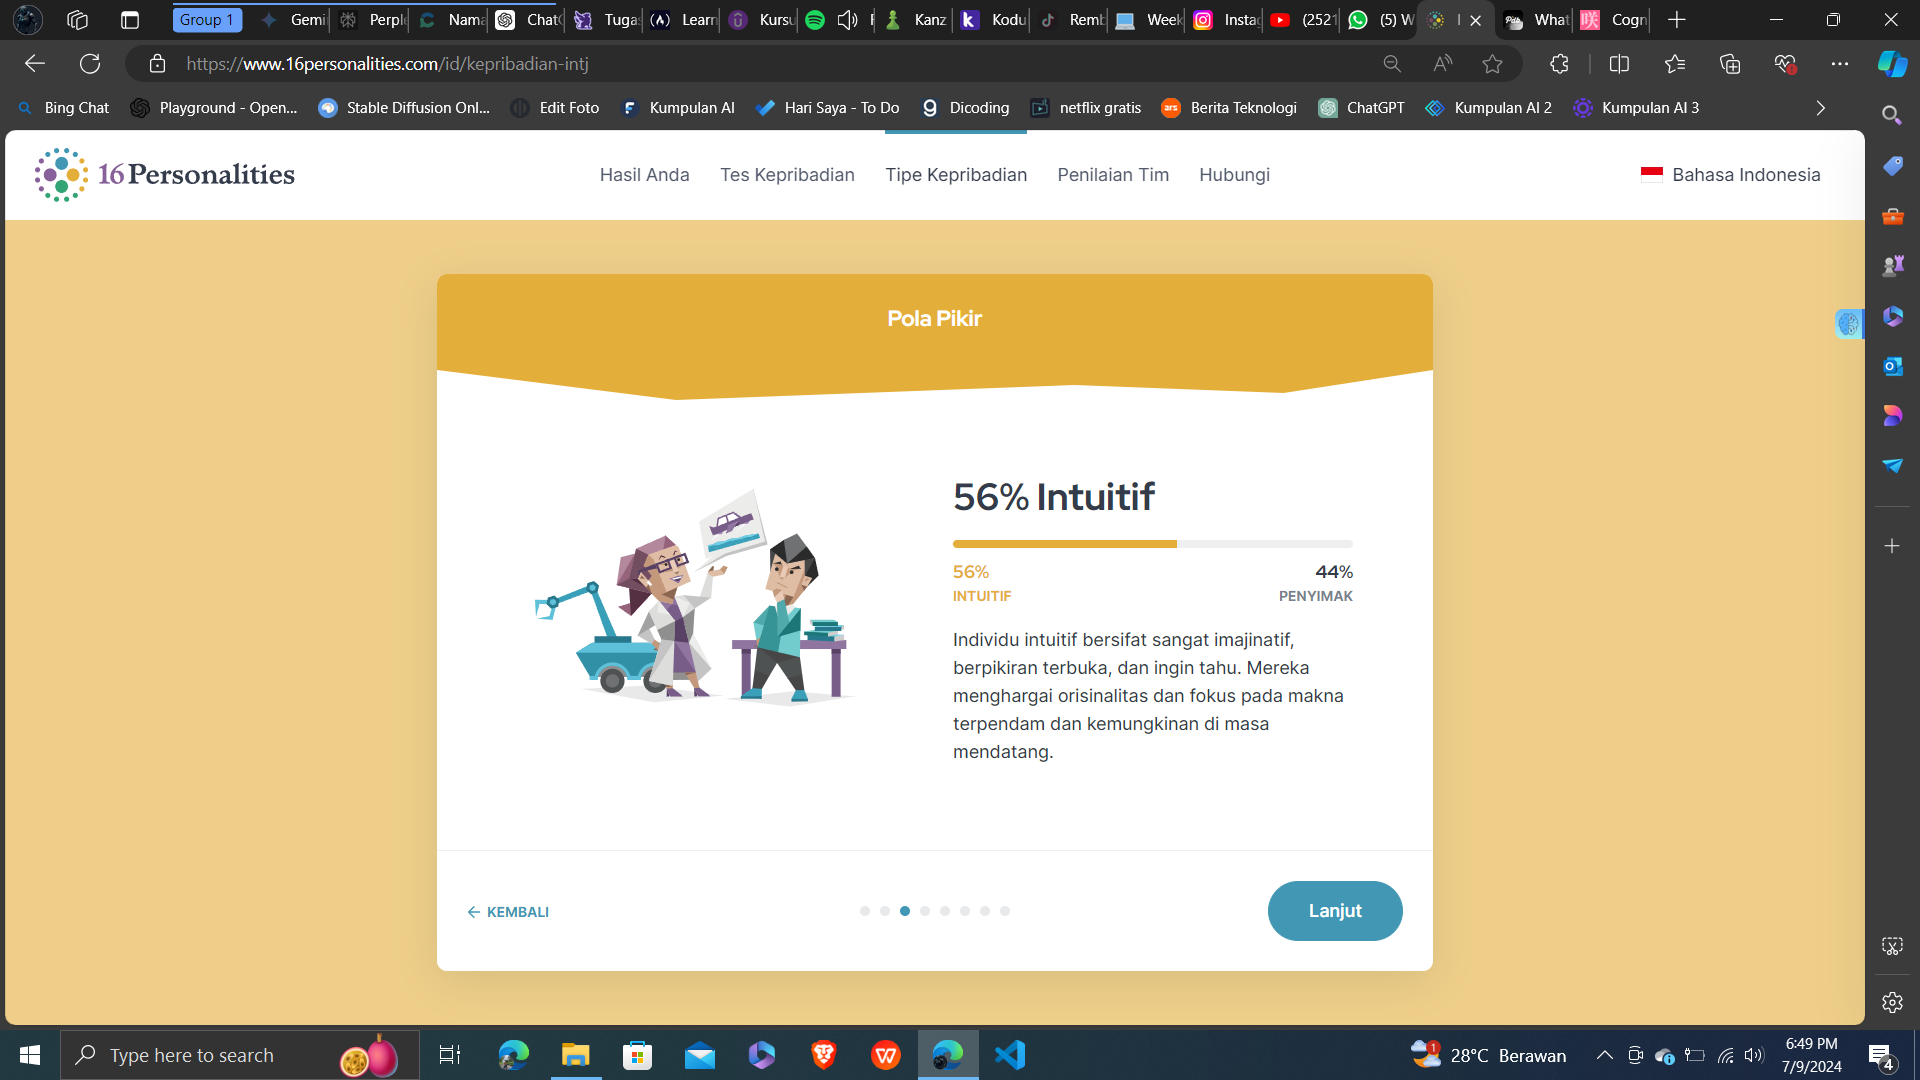 Group 1
Gemi
Perple
Nama
Chat
Tuga
Learn
Kursu
Kanz
Kodu
Remb
Week
Insta
(2521
(5) W
What
Cogn
https://www.16personalities.com/id/kepribadian-intj
Bing Chat
Playground - Open...
Stable Diffusion Onl...
Edit Foto
Kumpulan AI
Hari Saya - To Do
Dicoding
netflix gratis
Berita Teknologi
ChatGPT
Kumpulan AI 2
Kumpulan AI 3
16Personalities
Hasil Anda
Tes Kepribadian
Tipe Kepribadian
Penilaian Tim
Hubungi
Bahasa Indonesia
Pola Pikir
56% Intuitif
56%
44%
INTUITIF
PENYIMAK
Individu intuitif bersifat sangat imajinatif,
berpikiran terbuka, dan ingin tahu. Mereka
menghargai orisinalitas dan fokus pada makna
terpendam dan kemungkinan di masa
mendatang.
← KEMBALI
Lanjut
Type here to search
28°C Berawan
6:49 PM
7/9/2024
4